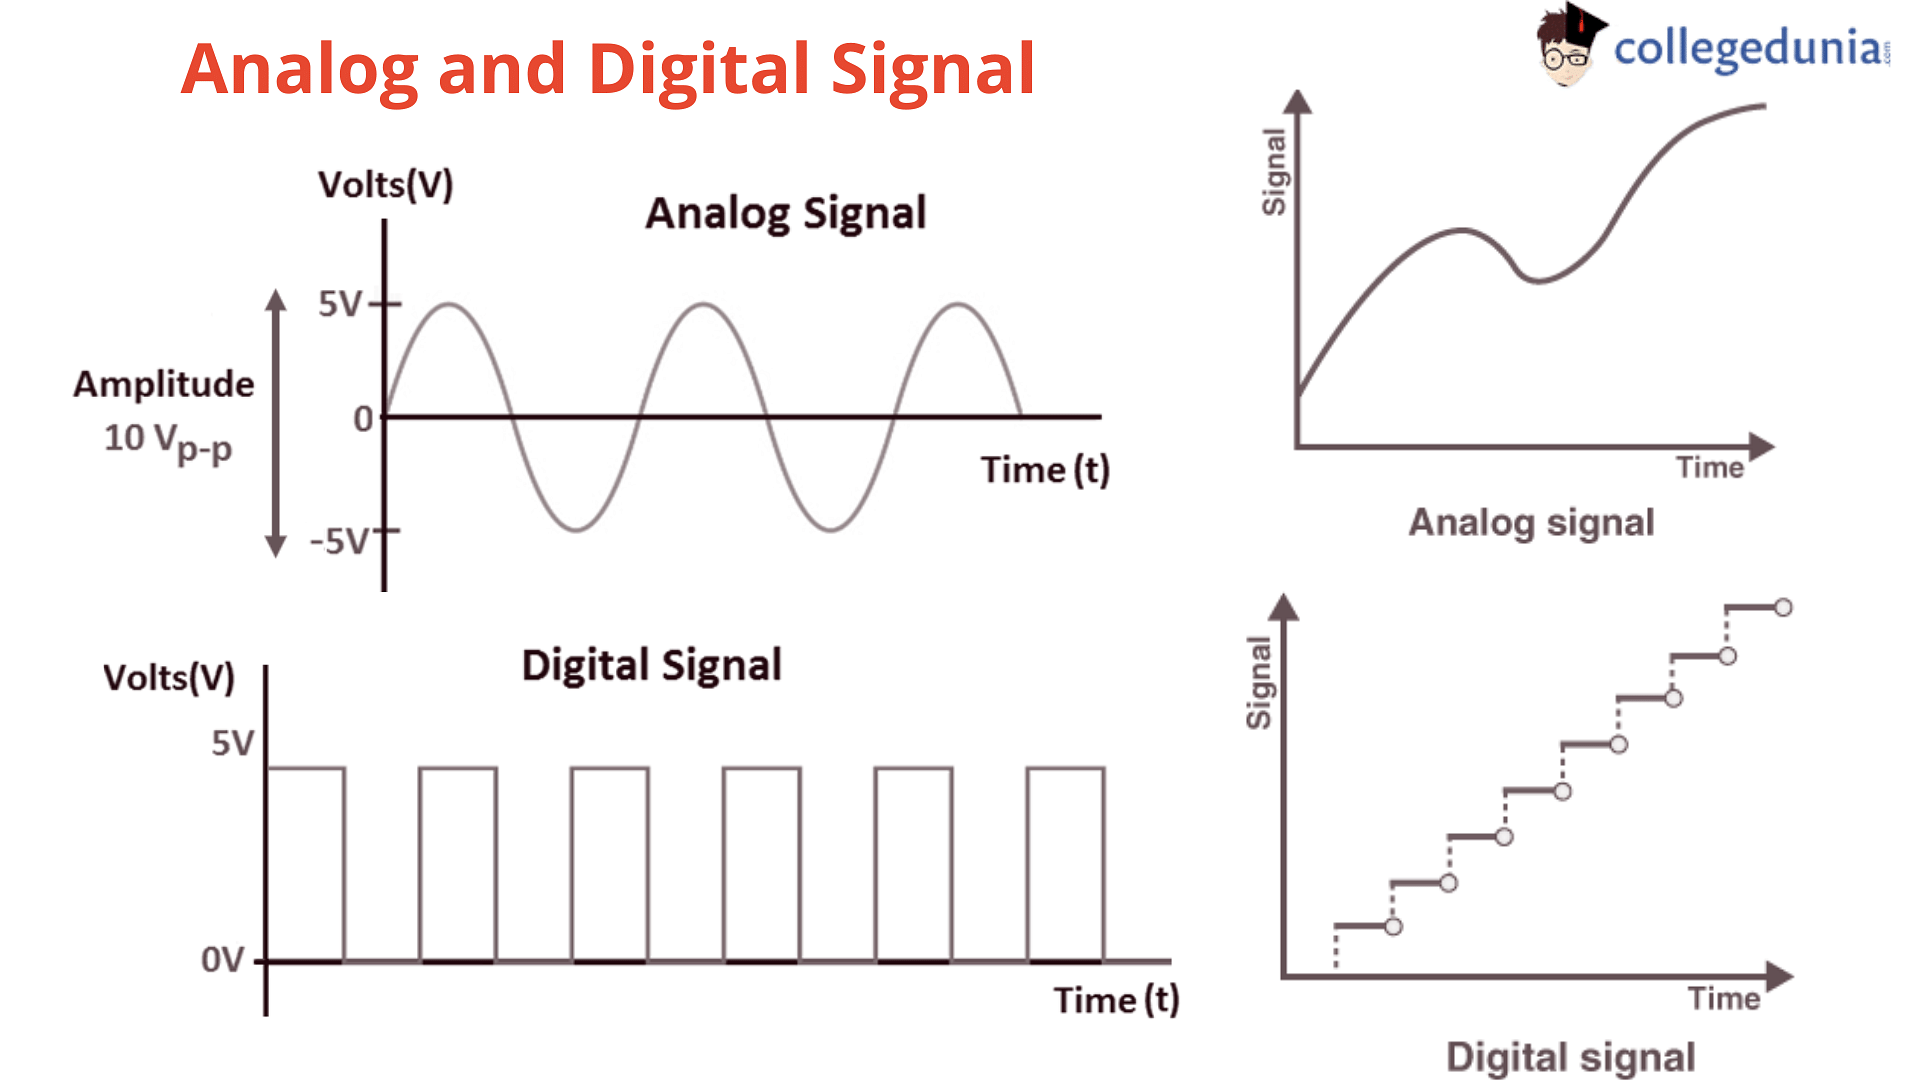 Analog and Digital Signal
collegedunia
.com
Volts(V)
Analog Signal
5V
Amplitude
10 Vp-p
0
-5V
Time (t)
Signal
Time
Analog signal
Digital Signal
Volts(V)
5V
0V
Time (t)
Signal
Time
Digital signal